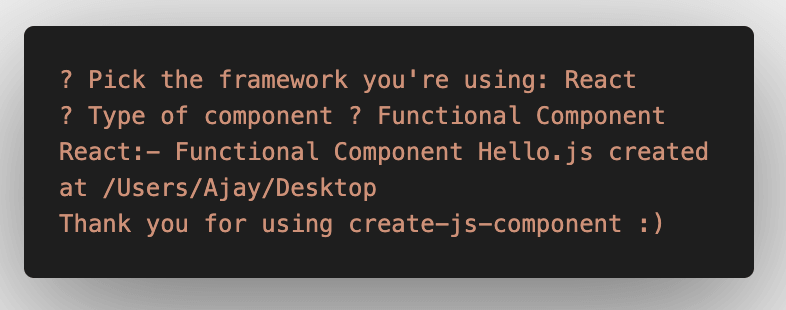 ? Pick the framework you're using: React
? Type of component ? Functional Component
React:- Functional Component Hello.js created
at /Users/Ajay/Desktop
Thank you for using create-js-component :)